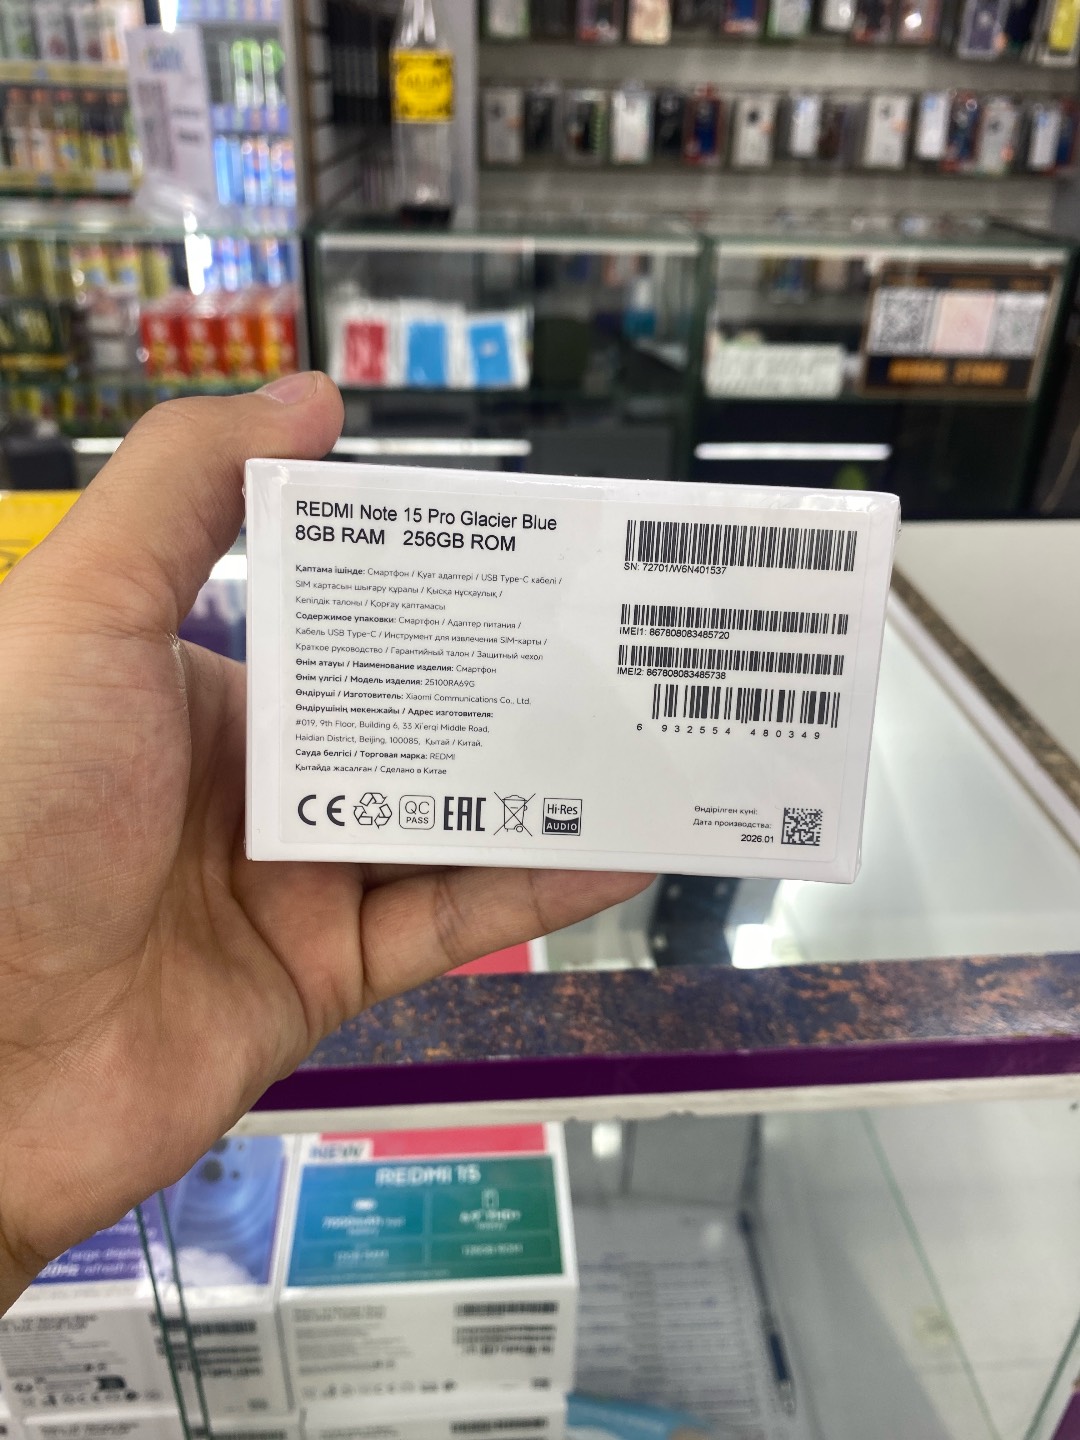 REDMI Note 15 Pro Glacier Blue
8GB RAM 256GB ROM
Қаптама ішінде: Смартфон / Қуат адаптері / USB Type-C кабелі /
SIM картасын шығару құралы / Қысқа нұсқаулық /
Кепілдік талоны / Қорғау қаптамасы
Содержимое упаковки: Смартфон / Адаптер питания /
Кабель USB Type-C / Инструмент для извлечения SIM-карты /
Краткое руководство / Гарантийный талон / Защитный чехол
Өнім атауы / Наименование изделия: Смартфон
Өнім үлгісі / Модель изделия: 25100RA69G
Өндіруші / Изготовитель: Xiaomi Communications Co., Ltd.
Өндірушінің мекенжайы / Адрес изготовителя:
#019, 9th Floor, Building 6, 33 Xi'erqi Middle Road,
Haidian District, Beijing, 100085, Қытай / Китай.
Сауда белгісі / Торговая марка: REDMI
Қытайда жасалған / Сделано в Китае
CE
QC
PASS
EAC
Hi-Res
AUDIO
SN: 72701/W6N401537
IMEI1: 867808083485720
IMEI2: 867808083485738
6 932554 480349
Өндірілген күні:
Дата производства:
2026.01
NEW
REDMI 15